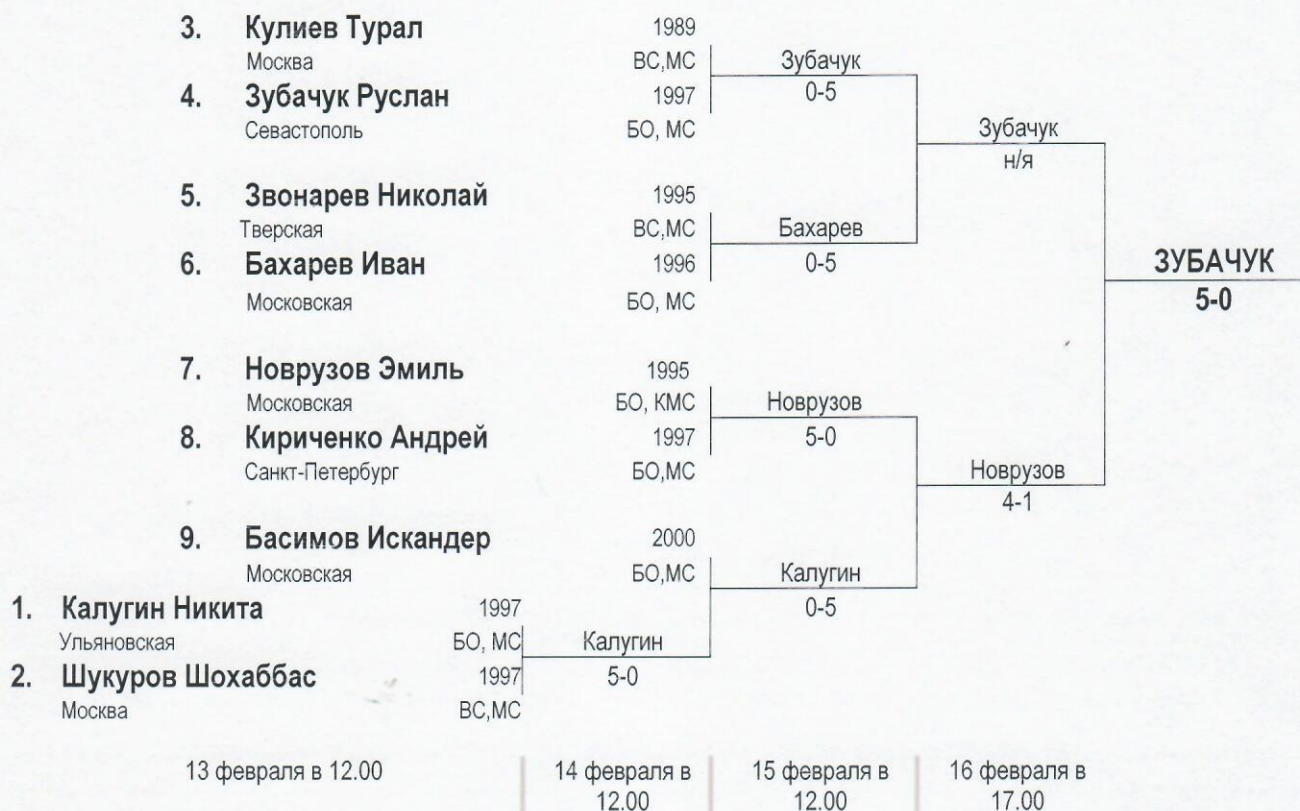 3. Кулиев Турал 1989
Москва ВС,МС
Зубачук
4. Зубачук Руслан 1997
0-5
Севастополь БО, МС
Зубачук
н/я
5. Звонарев Николай 1995
Тверская ВС,МС
Бахарев
6. Бахарев Иван 1996
0-5
Московская БО, МС
ЗУБАЧУК
5-0
7. Новрузов Эмиль 1995
Московская БО, КМС
Новрузов
8. Кириченко Андрей 1997
5-0
Санкт-Петербург БО,МС
Новрузов
4-1
9. Басимов Искандер 2000
Московская БО,МС
Калугин
0-5
1. Калугин Никита 1997
Ульяновская БО, МС
Калугин
2. Шукуров Шохаббас 1997
5-0
Москва ВС,МС
13 февраля в 12.00
14 февраля в
12.00
15 февраля в
12.00
16 февраля в
17.00